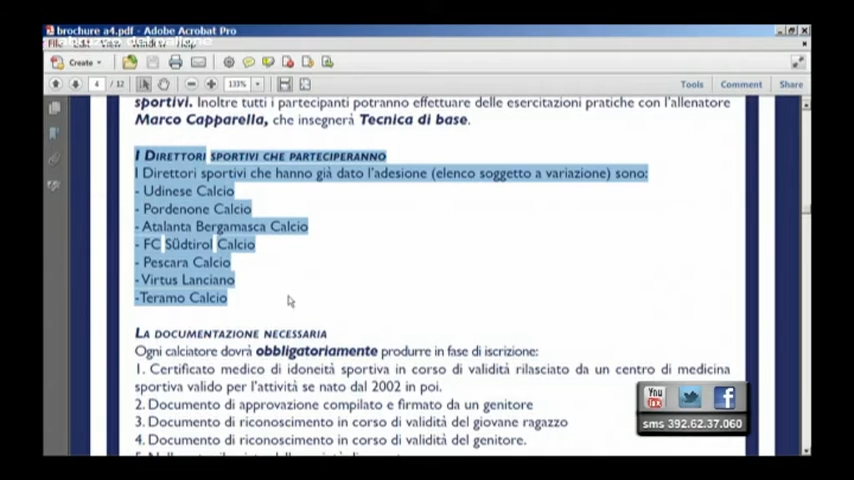 brochure a4.pdf - Adobe Acrobat Pro
File Edit View Window Help
Create
4 / 12
133%
Tools Comment Share
sportivi. Inoltre tutti i partecipanti potranno effettuare delle esercitazioni pratiche con l'allenatore
Marco Capparella, che insegnerà Tecnica di base.
I Direttori sportivi che parteciperanno
I Direttori sportivi che hanno già dato l'adesione (elenco soggetto a variazione) sono:
- Udinese Calcio
- Pordenone Calcio
- Atalanta Bergamasca Calcio
- FC Südtirol Calcio
- Pescara Calcio
- Virtus Lanciano
-Teramo Calcio
La documentazione necessaria
Ogni calciatore dovrà obbligatoriamente produrre in fase di iscrizione:
1. Certificato medico di idoneità sportiva in corso di validità rilasciato da un centro di medicina
sportiva valido per l'attività se nato dal 2002 in poi.
2. Documento di approvazione compilato e firmato da un genitore
3. Documento di riconoscimento in corso di validità del giovane ragazzo
4. Documento di riconoscimento in corso di validità del genitore.
You
sms 392.62.37.060